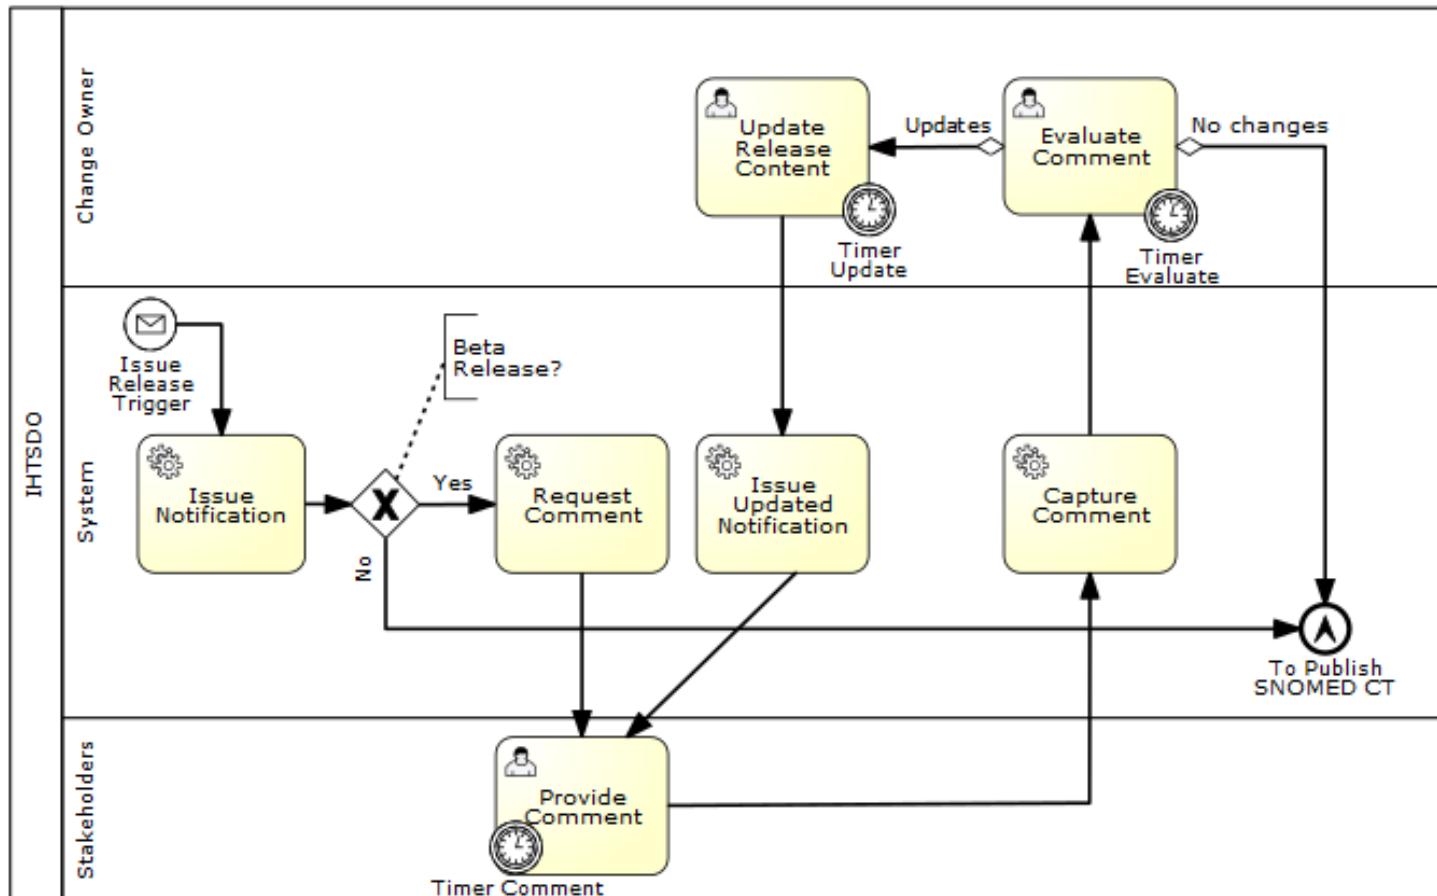 IHTSDO
Change Owner
Update
Release
Content
Timer
Update
Updates
Evaluate
Comment
Timer
Evaluate
No changes
System
Issue
Release
Trigger
Issue
Notification
Beta
Release?
Yes
No
Request
Comment
Issue
Updated
Notification
Capture
Comment
To Publish
SNOMED CT
Stakeholders
Provide
Comment
Timer Comment